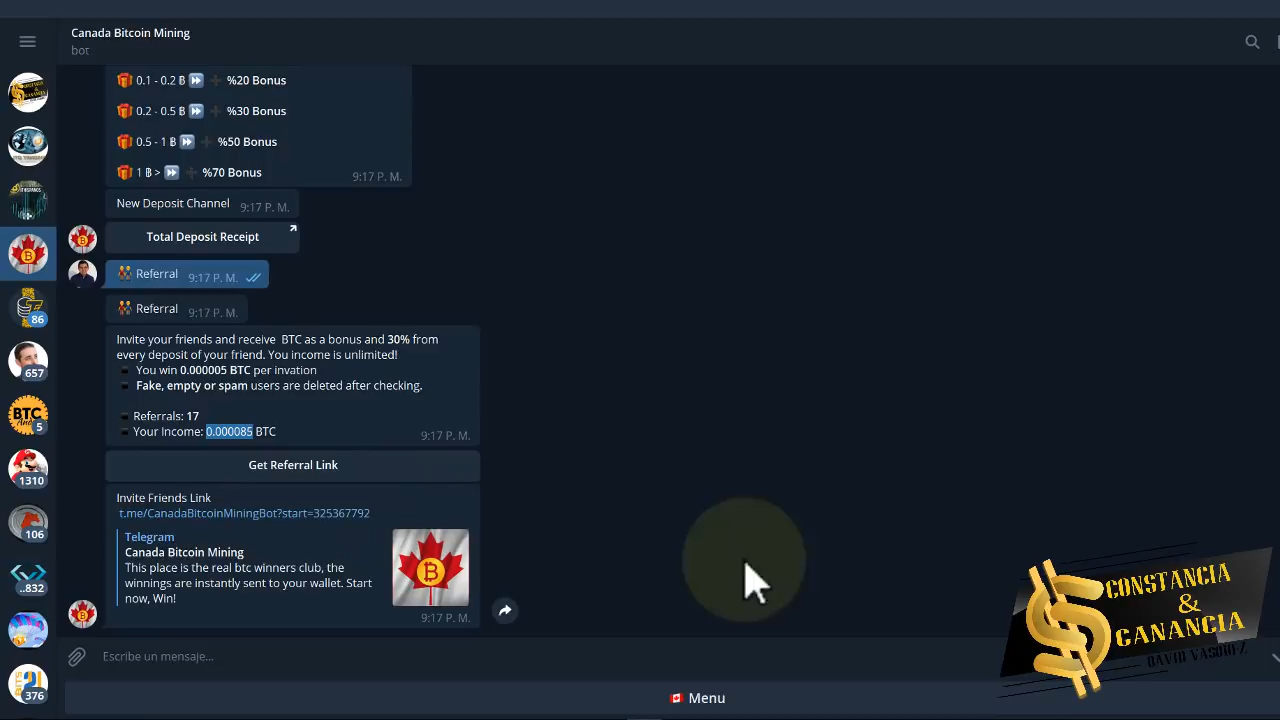 Canada Bitcoin Mining
bot
0.1 - 0.2 ฿ %20 Bonus
0.2 - 0.5 ฿ %30 Bonus
0.5 - 1 ฿ %50 Bonus
1 ฿ > %70 Bonus
9:17 P. M.
New Deposit Channel 9:17 P. M.
Total Deposit Receipt
Referral 9:17 P. M.
Referral 9:17 P. M.
Invite your friends and receive BTC as a bonus and 30% from
every deposit of your friend. You income is unlimited!
You win 0.000005 BTC per invation
Fake, empty or spam users are deleted after checking.
Referrals: 17
Your Income: 0.000085 BTC
9:17 P. M.
Get Referral Link
Invite Friends Link
t.me/CanadaBitcoinMiningBot?start=325367792
Telegram
Canada Bitcoin Mining
This place is the real btc winners club, the
winnings are instantly sent to your wallet. Start
now, Win!
9:17 P. M.
Escribe un mensaje...
Menu
86
657
BTC
5
1310
106
..832
376
CONSTANCIA
&
GANANCIA
DAVID VASQUEZ